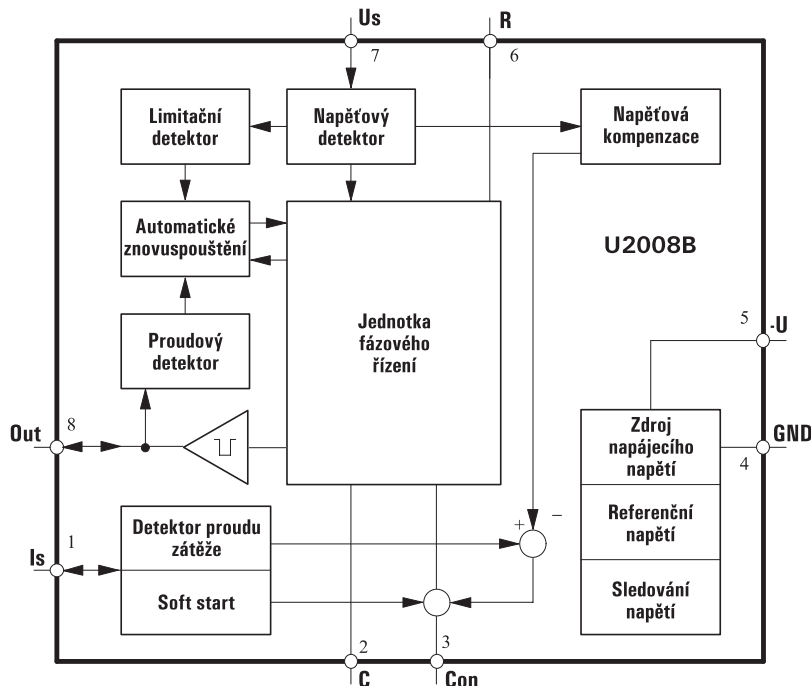 Us
R
7
6
Limitační
detektor
Napěťový
detektor
Napěťová
kompenzace
Automatické
znovuspouštění
U2008B
Jednotka
fázového
řízení
Proudový
detektor
5
-U
Out
8
Zdroj
napájecího
napětí
GND
4
Referenční
napětí
Sledování
napětí
+
−
Is
1
Detektor proudu
zátěže
Soft start
2
3
C
Con